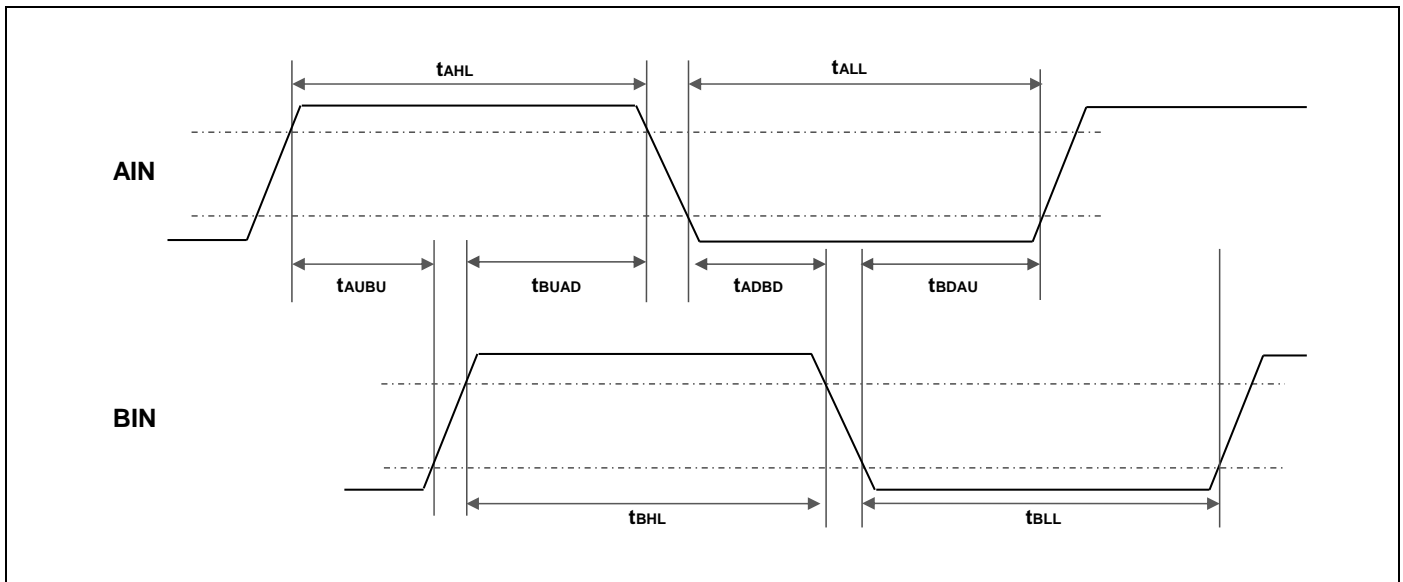 tAHL tALL
AIN
tAUBU tBUAD tADBD tBDAU
BIN
tBHL tBLL